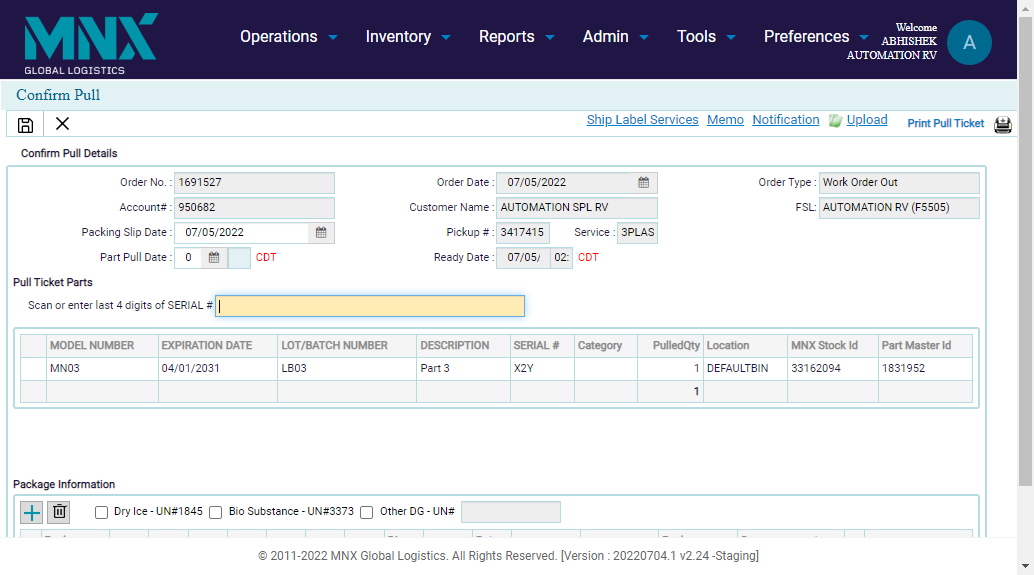 MNX
GLOBAL LOGISTICS
Operations Inventory Reports Admin Tools Preferences
Welcome
ABHISHEK
AUTOMATION RV
A
Confirm Pull
Ship Label Services Memo Notification Upload Print Pull Ticket
Confirm Pull Details
Order No. : 1691527 Order Date : 07/05/2022 Order Type : Work Order Out
Account# : 950682 Customer Name : AUTOMATION SPL RV FSL: AUTOMATION RV (F5505)
Packing Slip Date : 07/05/2022 Pickup # : 3417415 Service : 3PLAS
Part Pull Date : 0 CDT Ready Date : 07/05/ 02: CDT
Pull Ticket Parts
Scan or enter last 4 digits of SERIAL #
MODEL NUMBER EXPIRATION DATE LOT/BATCH NUMBER DESCRIPTION SERIAL # Category PulledQty Location MNX Stock Id Part Master Id
MN03 04/01/2031 LB03 Part 3 X2Y 1 DEFAULTBIN 33162094 1831952
1
Package Information
Dry Ice - UN#1845 Bio Substance - UN#3373 Other DG - UN#
© 2011-2022 MNX Global Logistics. All Rights Reserved. [Version : 20220704.1 v2.24 -Staging]